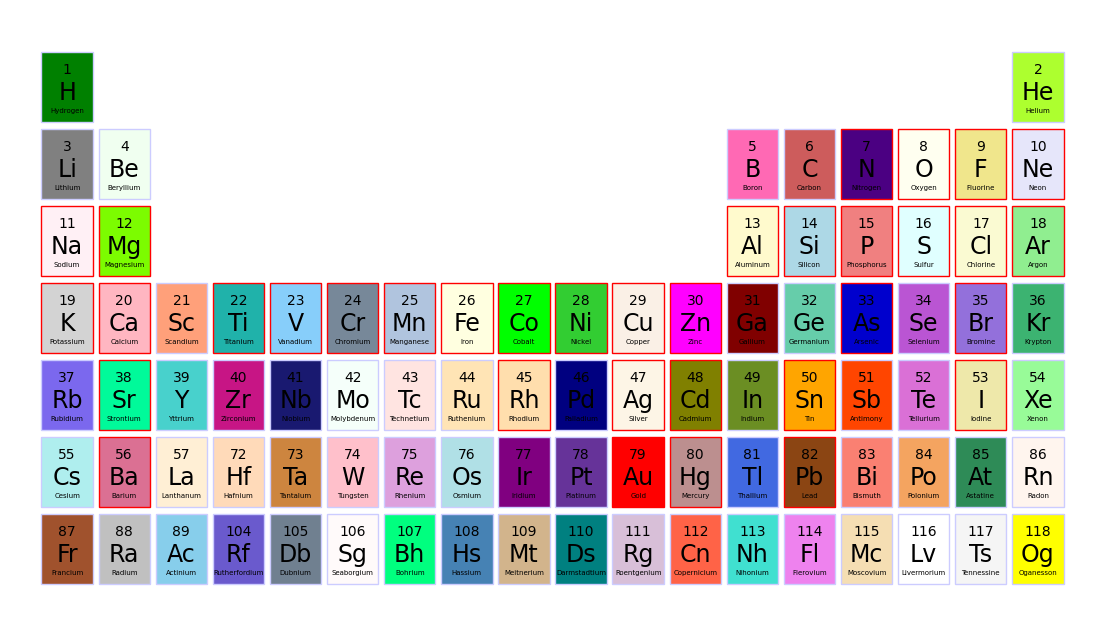 1 2
H He
Hydrogen Helium
3 4 5 6 7 8 9 10
Li Be B C N O F Ne
Lithium Beryllium Boron Carbon Nitrogen Oxygen Fluorine Neon
11 12 13 14 15 16 17 18
Na Mg Al Si P S Cl Ar
Sodium Magnesium Aluminum Silicon Phosphorus Sulfur Chlorine Argon
19 20 21 22 23 24 25 26 27 28 29 30 31 32 33 34 35 36
K Ca Sc Ti V Cr Mn Fe Co Ni Cu Zn Ga Ge As Se Br Kr
Potassium Calcium Scandium Titanium Vanadium Chromium Manganese Iron Cobalt Nickel Copper Zinc Gallium Germanium Arsenic Selenium Bromine Krypton
37 38 39 40 41 42 43 44 45 46 47 48 49 50 51 52 53 54
Rb Sr Y Zr Nb Mo Tc Ru Rh Pd Ag Cd In Sn Sb Te I Xe
Rubidium Strontium Yttrium Zirconium Niobium Molybdenum Technetium Ruthenium Rhodium Palladium Silver Cadmium Indium Tin Antimony Tellurium Iodine Xenon
55 56 57 72 73 74 75 76 77 78 79 80 81 82 83 84 85 86
Cs Ba La Hf Ta W Re Os Ir Pt Au Hg Tl Pb Bi Po At Rn
Cesium Barium Lanthanum Hafnium Tantalum Tungsten Rhenium Osmium Iridium Platinum Gold Mercury Thallium Lead Bismuth Polonium Astatine Radon
87 88 89 104 105 106 107 108 109 110 111 112 113 114 115 116 117 118
Fr Ra Ac Rf Db Sg Bh Hs Mt Ds Rg Cn Nh Fl Mc Lv Ts Og
Francium Radium Actinium Rutherfordium Dubnium Seaborgium Bohrium Hassium Meitnerium Darmstadtium Roentgenium Copernicium Nihonium Flerovium Moscovium Livermorium Tennessine Oganesson